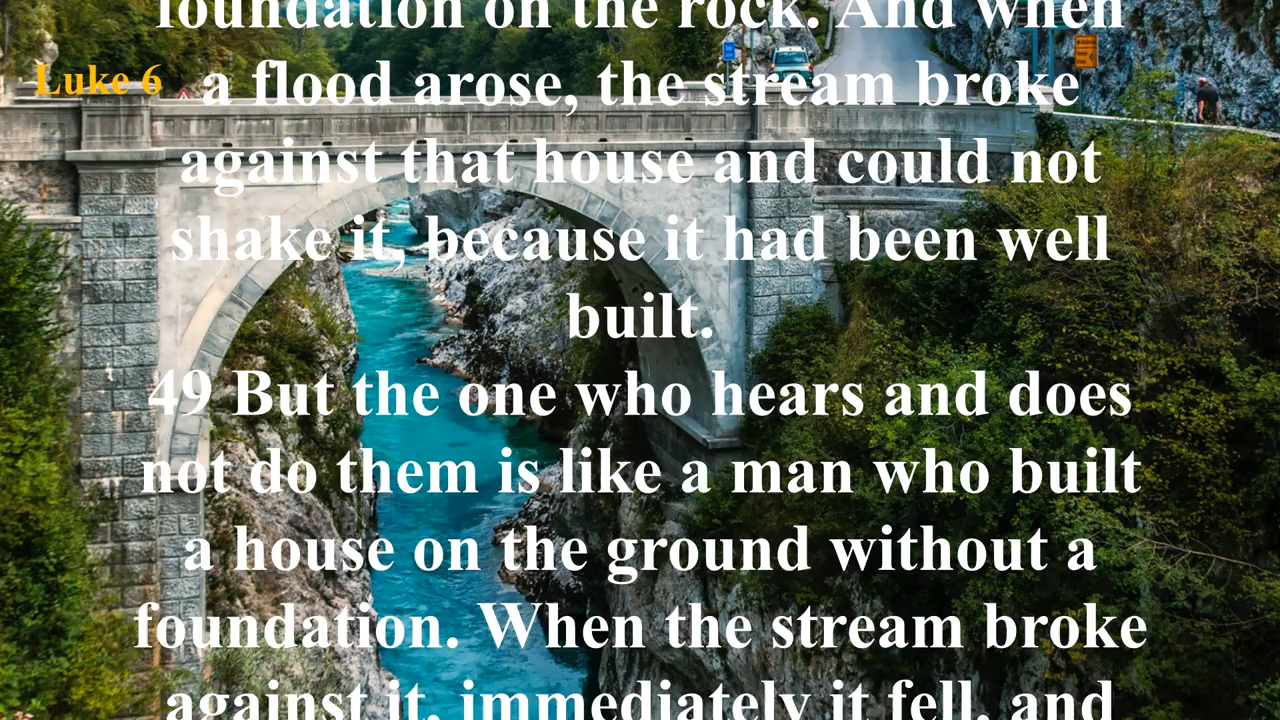 foundation on the rock. And when
Luke 6
a flood arose, the stream broke
against that house and could not
shake it, because it had been well
built.
49 But the one who hears and does
not do them is like a man who built
a house on the ground without a
foundation. When the stream broke
against it, immediately it fell, and